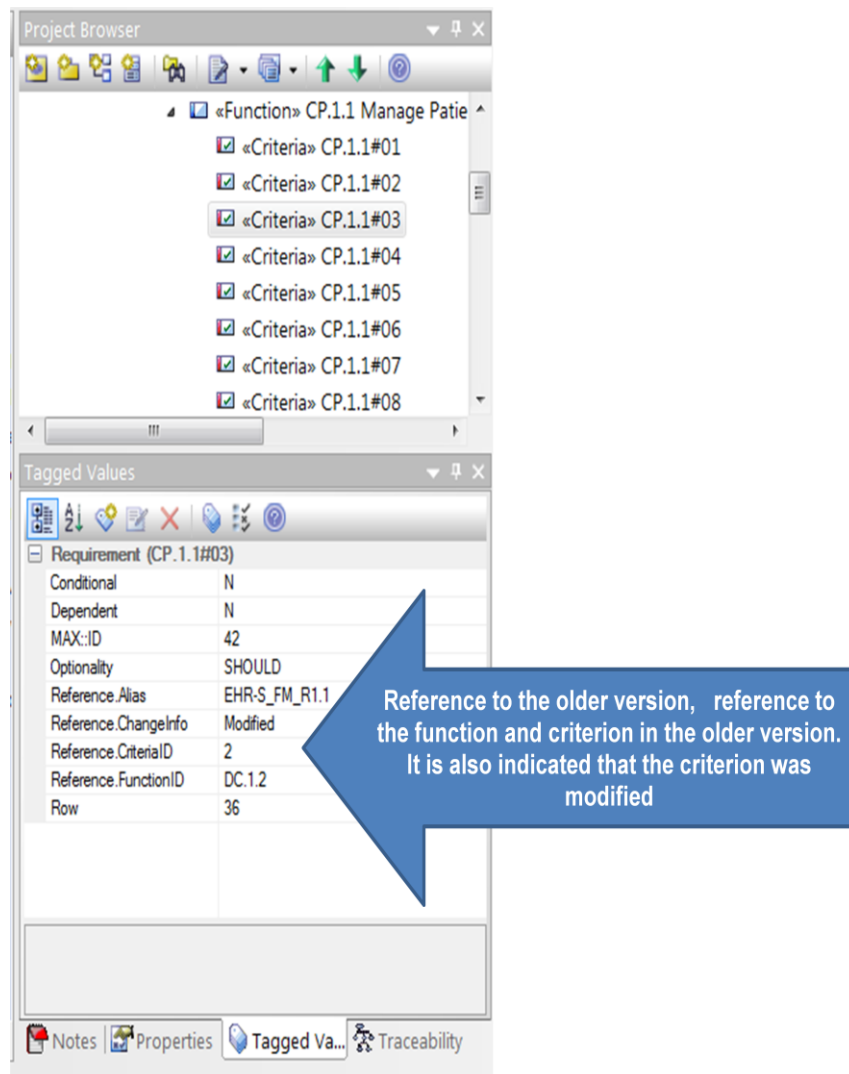 Project Browser
«Function» CP.1.1 Manage Patie
«Criteria» CP.1.1#01
«Criteria» CP.1.1#02
«Criteria» CP.1.1#03
«Criteria» CP.1.1#04
«Criteria» CP.1.1#05
«Criteria» CP.1.1#06
«Criteria» CP.1.1#07
«Criteria» CP.1.1#08
Tagged Values
Requirement (CP.1.1#03)
Conditional N
Dependent N
MAX::ID 42
Optionality SHOULD
Reference.Alias EHR-S_FM_R1.1
Reference.ChangeInfo Modified
Reference.CriteriaID 2
Reference.FunctionID DC.1.2
Row 36
Reference to the older version, reference to
the function and criterion in the older version.
It is also indicated that the criterion was
modified
Notes Properties Tagged Va... Traceability